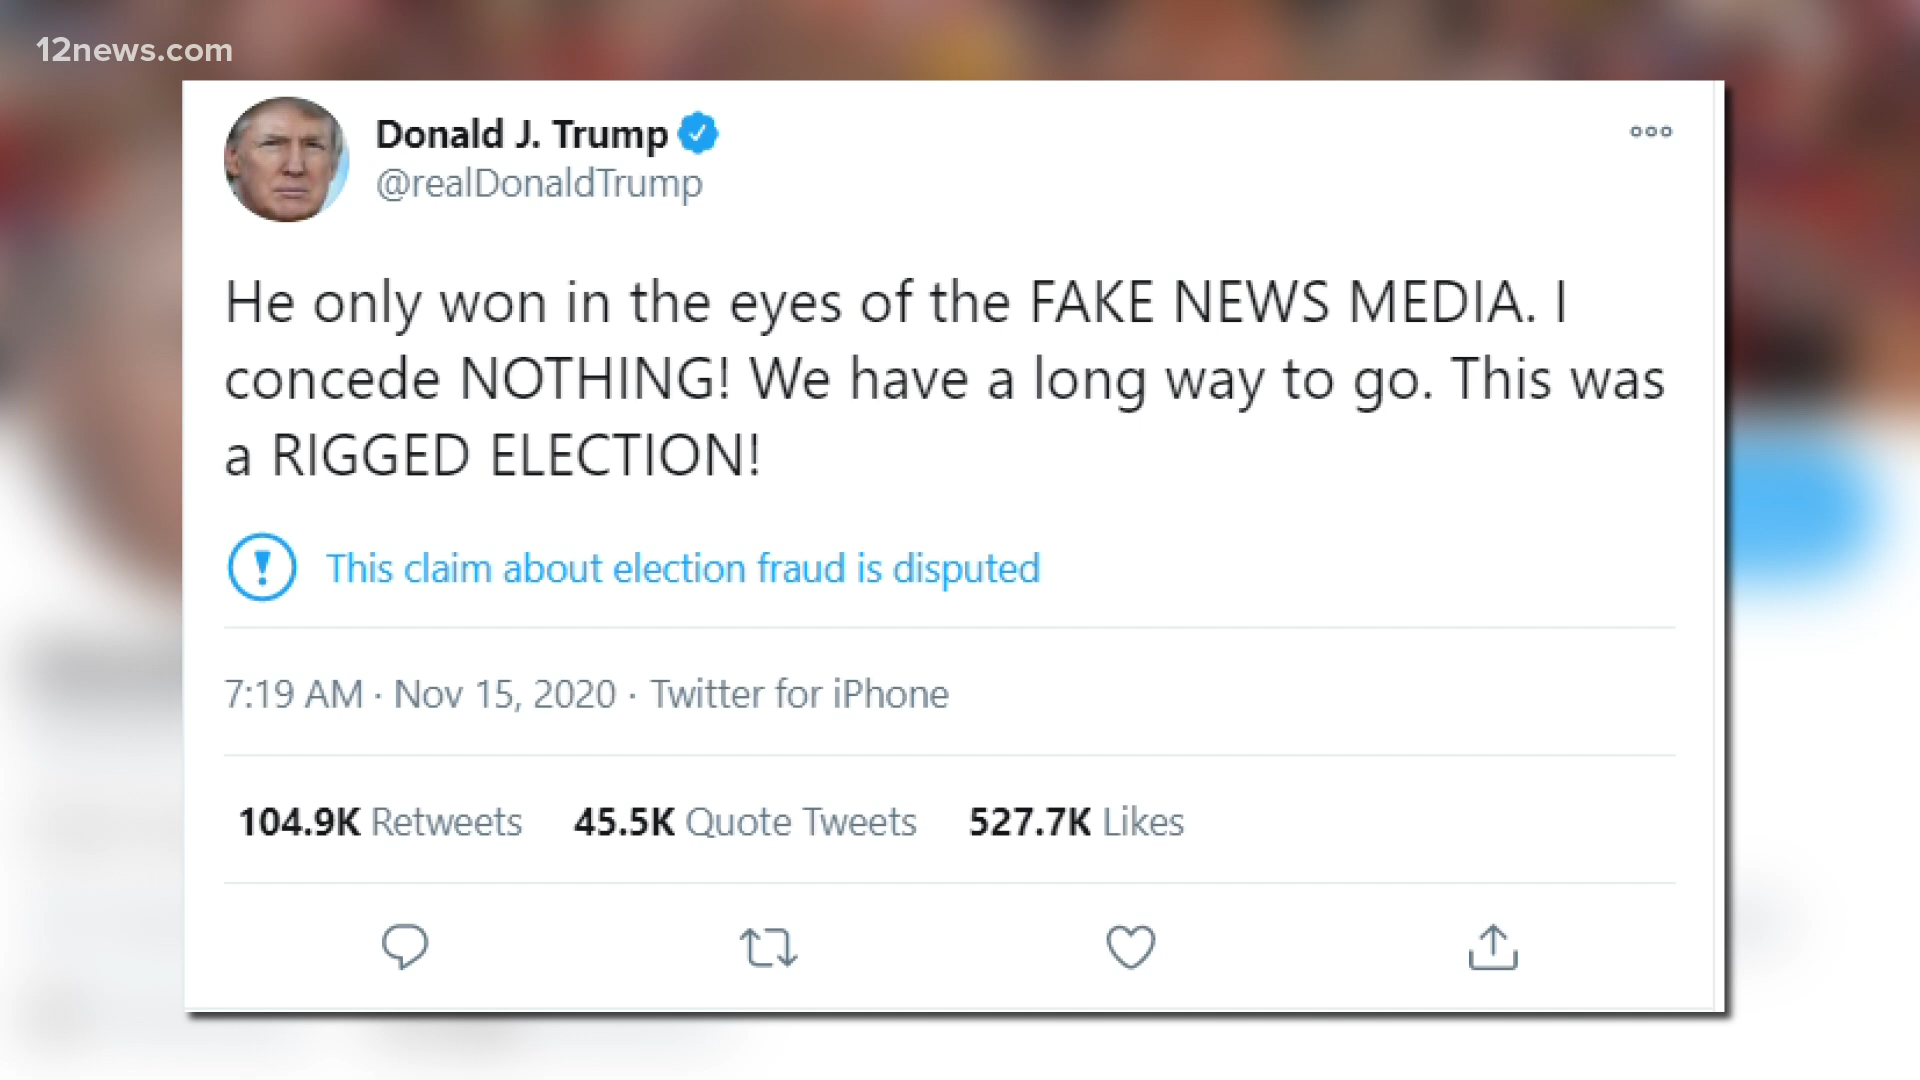 12news.com
Donald J. Trump
@realDonaldTrump
He only won in the eyes of the FAKE NEWS MEDIA. I
concede NOTHING! We have a long way to go. This was
a RIGGED ELECTION!
This claim about election fraud is disputed
7:19 AM · Nov 15, 2020 · Twitter for iPhone
104.9K Retweets 45.5K Quote Tweets 527.7K Likes